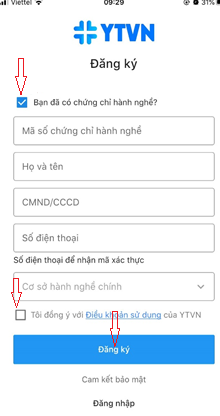 Viettel
09:29
YTVN
Đăng ký
Bạn đã có chứng chỉ hành nghề?
Mã số chứng chỉ hành nghề
Họ và tên
CMND/CCCD
Số điện thoại
Số điện thoại để nhận mã xác thực
Cơ sở hành nghề chính
Tôi đồng ý với Điều khoản sử dụng của YTVN
Đăng ký
Cam kết bảo mật
Đăng nhập